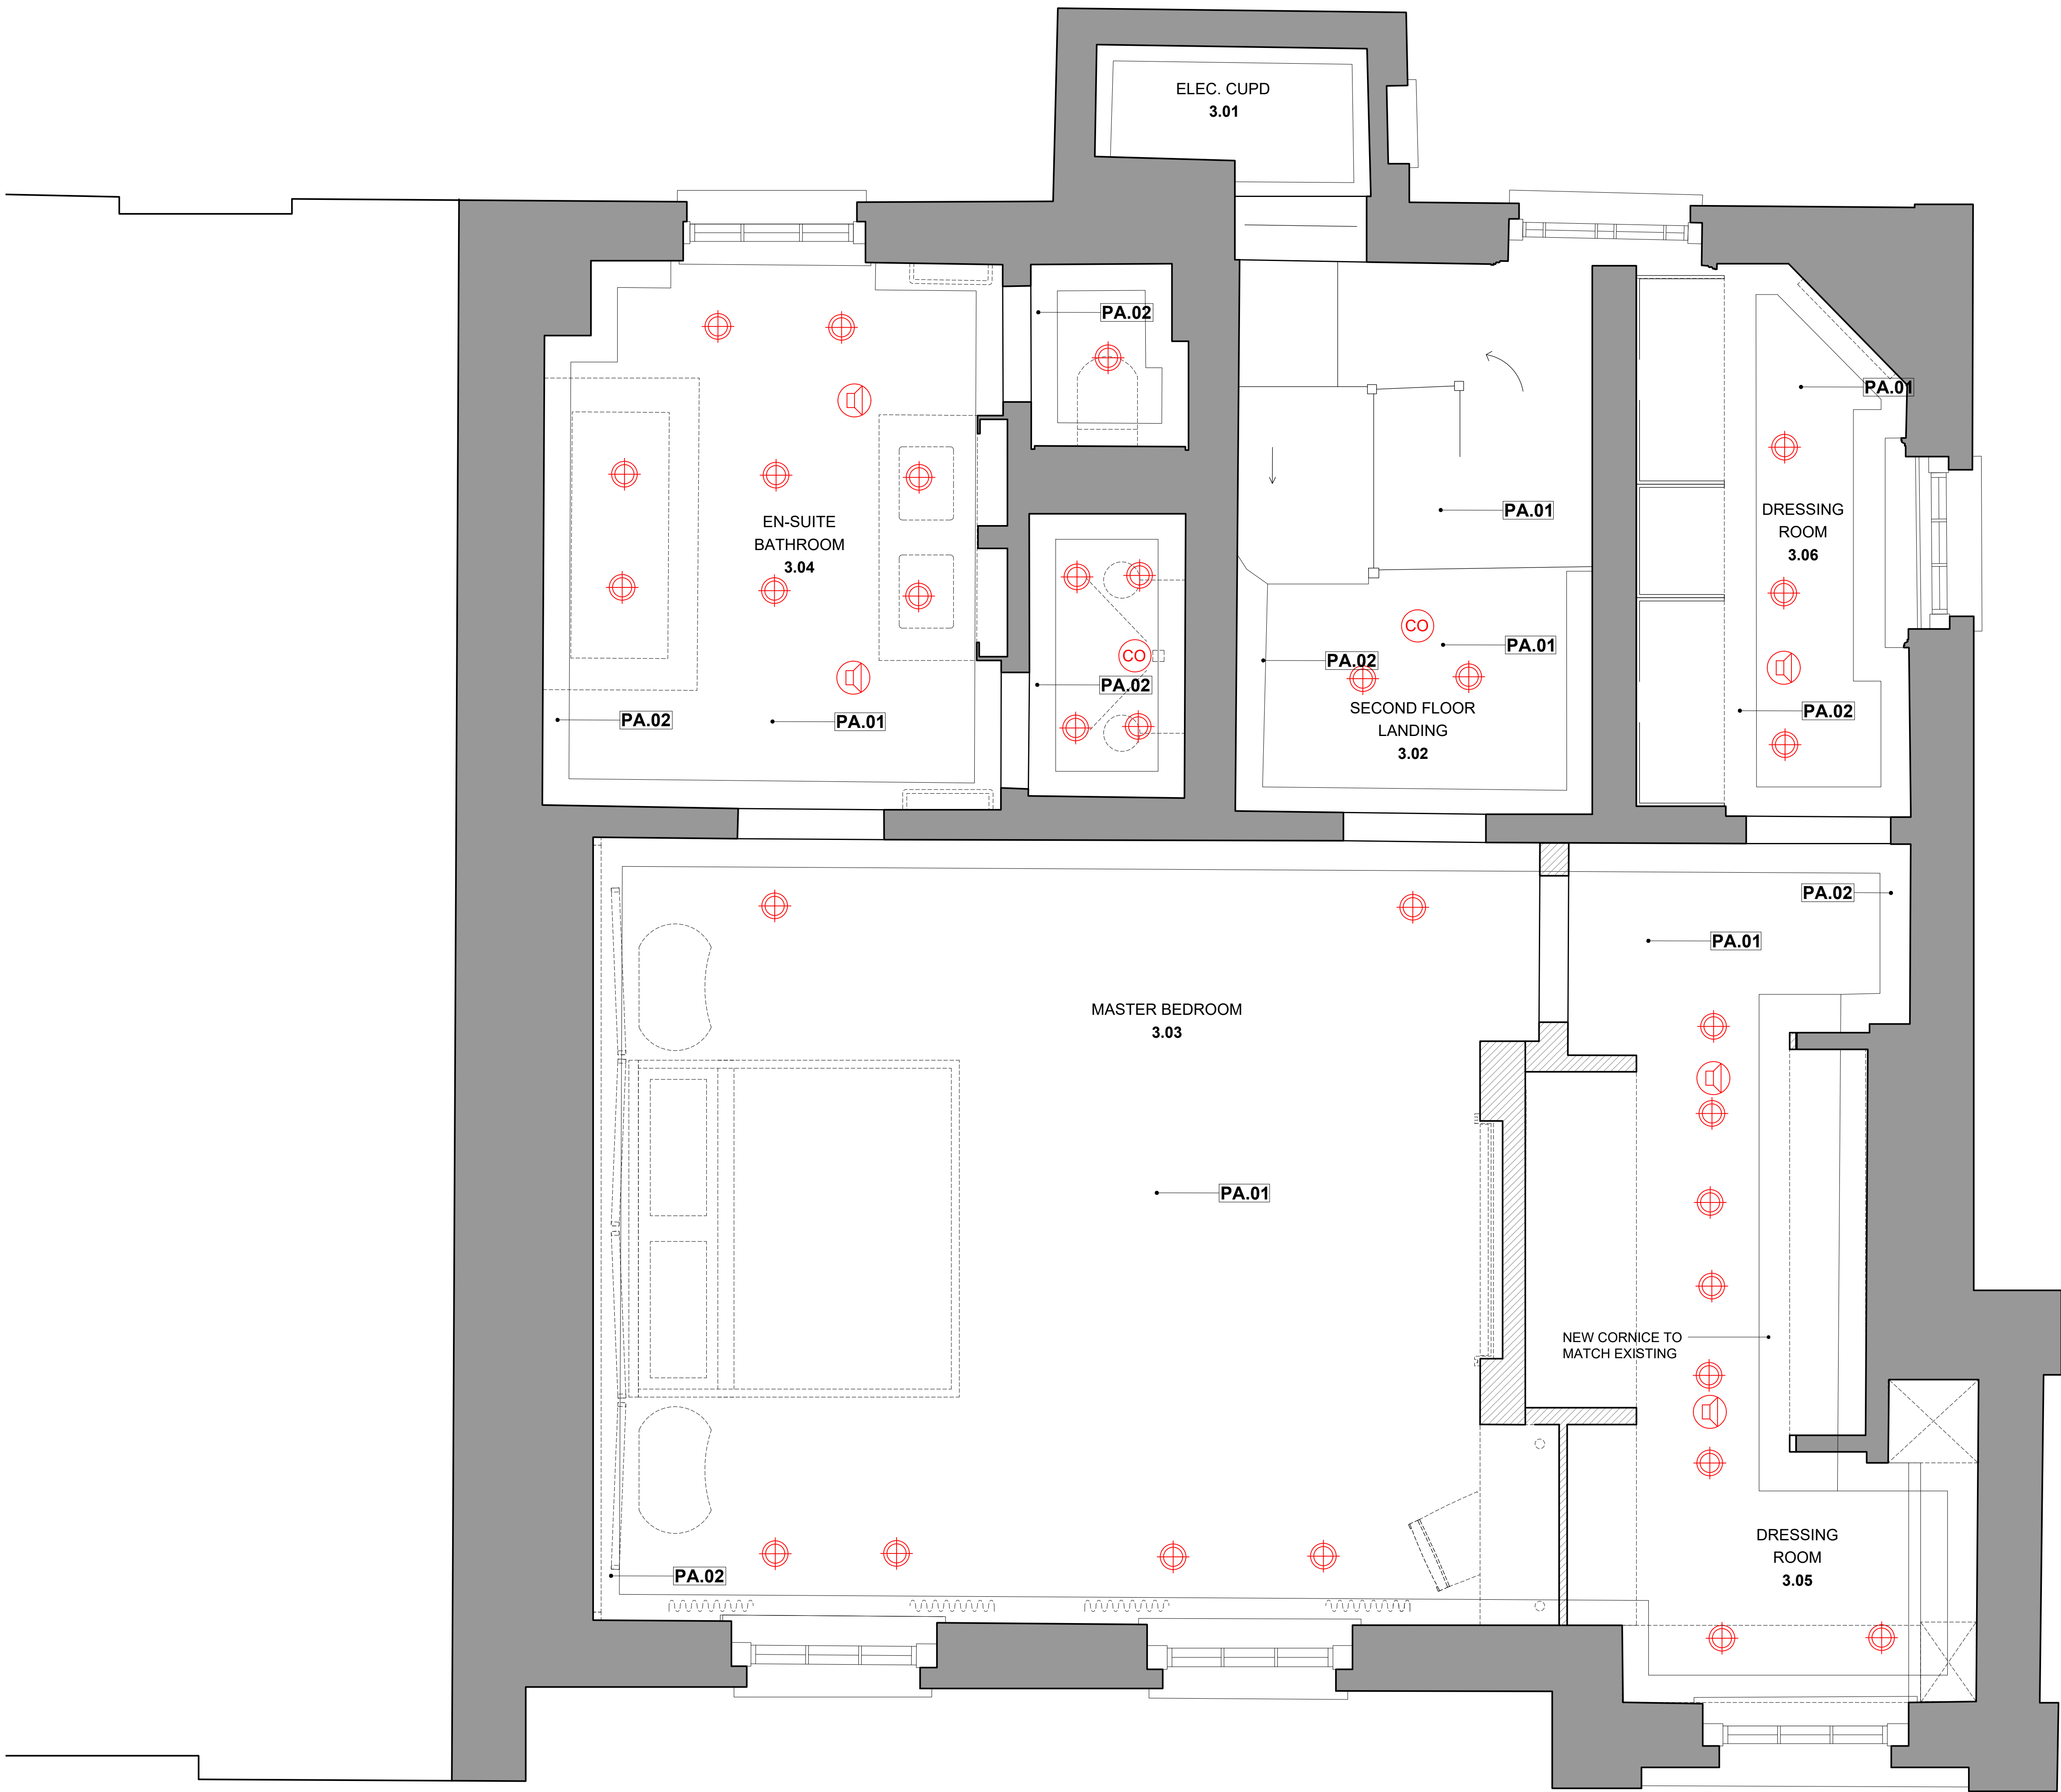 ELEC. CUPD
3.01
PA.02
PA.01
PA.01
DRESSING
ROOM
3.06
EN-SUITE
BATHROOM
3.04
CO
CO
PA.01
PA.02
PA.02
SECOND FLOOR
LANDING
3.02
PA.02
PA.02
PA.01
PA.02
PA.01
MASTER BEDROOM
3.03
PA.01
NEW CORNICE TO
MATCH EXISTING
DRESSING
ROOM
3.05
PA.02